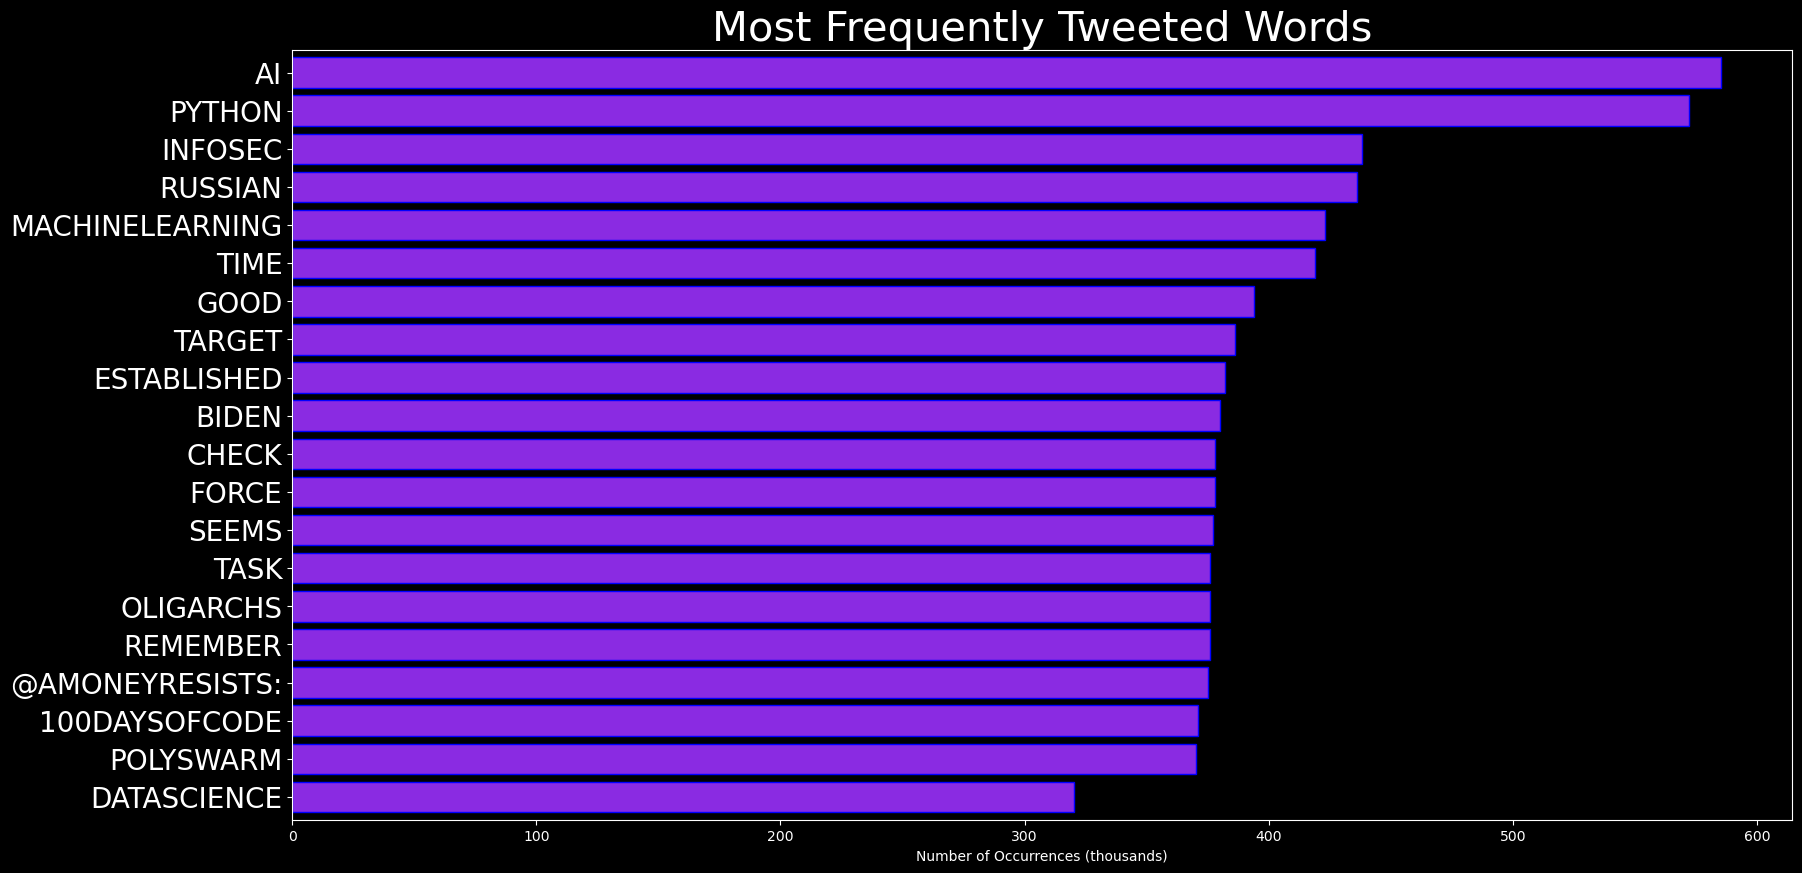 Most Frequently Tweeted Words
AI
PYTHON
INFOSEC
RUSSIAN
MACHINELEARNING
TIME
GOOD
TARGET
ESTABLISHED
BIDEN
CHECK
FORCE
SEEMS
TASK
OLIGARCHS
REMEMBER
@AMONEYRESISTS:
100DAYSOFCODE
POLYSWARM
DATASCIENCE
0 100 200 300 400 500 600
Number of Occurrences (thousands)